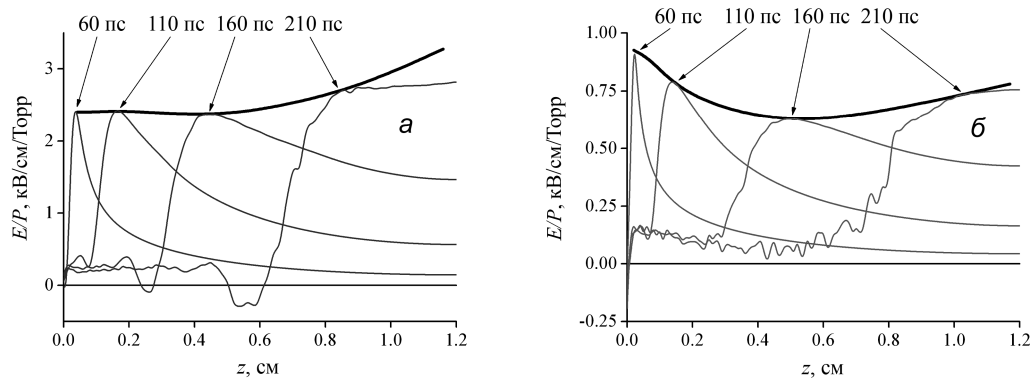 60 пс 110 пс 160 пс 210 пс
3
2
1
0
E/P, кВ/см/Торр
а
0.0 0.2 0.4 0.6 0.8 1.0 1.2
z, см
60 пс 110 пс 160 пс 210 пс
1.00
0.75
0.50
0.25
0.00
-0.25
E/P, кВ/см/Торр
б
0.0 0.2 0.4 0.6 0.8 1.0 1.2
z, см